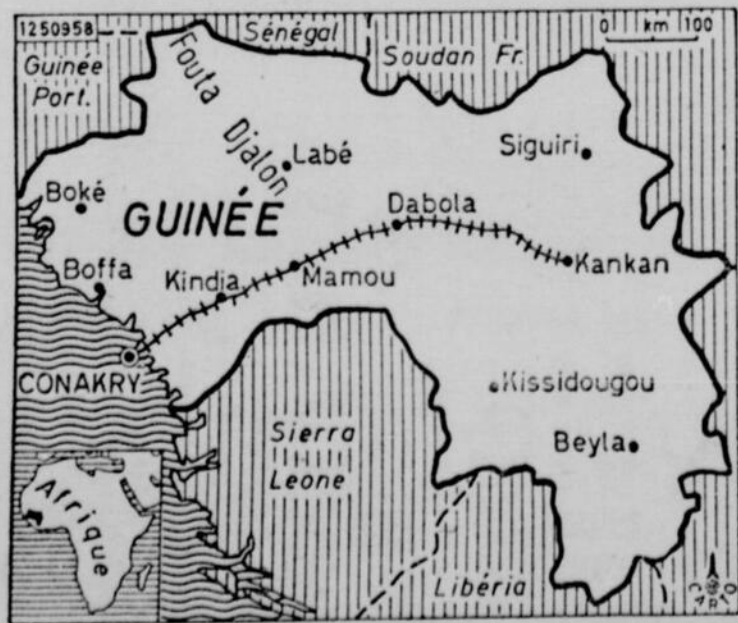 1250958
Sénégal
0 km 100
Guinée
Port.
Soudan Fr.
Fouta
Djalon
Labé
Siguiri
Boké
GUINÉE
Dabola
Boffa
Kindia
Mamou
Kankan
CONAKRY
Kissidougou
Sierra
Leone
Beyla
Afrique
Libéria